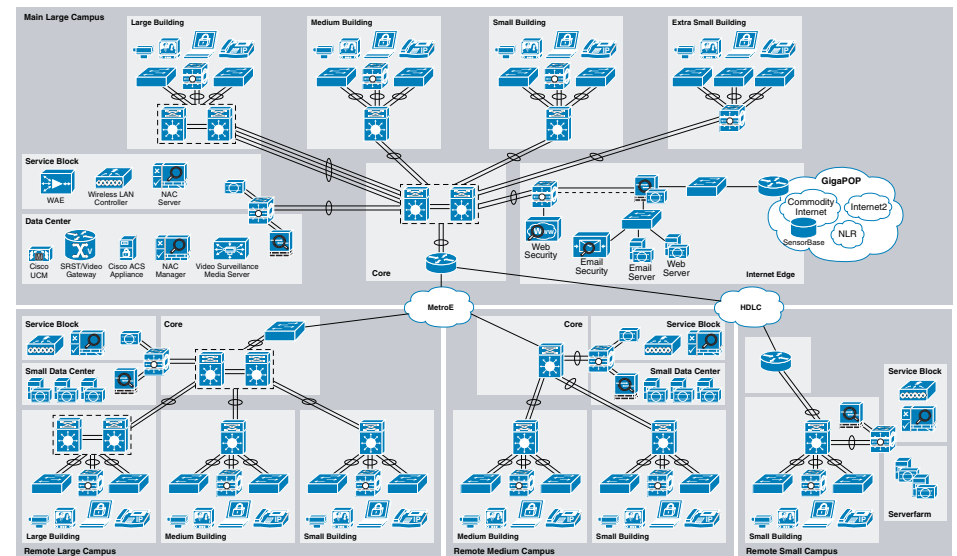 Main Large Campus
Large Building
Medium Building
Small Building
Extra Small Building
Service Block
WAE
Wireless LAN
Controller
NAC
Server
Data Center
Cisco
UCM
SRST/Video
Gateway
Cisco ACS
Appliance
NAC
Manager
Video Surveillance
Media Server
Core
Web
Security
Email
Security
Email
Server
Web
Server
Internet Edge
GigaPOP
Commodity
Internet
Internet2
SensorBase
NLR
MetroE
HDLC
Service Block
Core
Small Data Center
Large Building
Medium Building
Small Building
Remote Large Campus
Core
Service Block
Small Data Center
Medium Building
Small Building
Remote Medium Campus
Service Block
Serverfarm
Small Building
Remote Small Campus